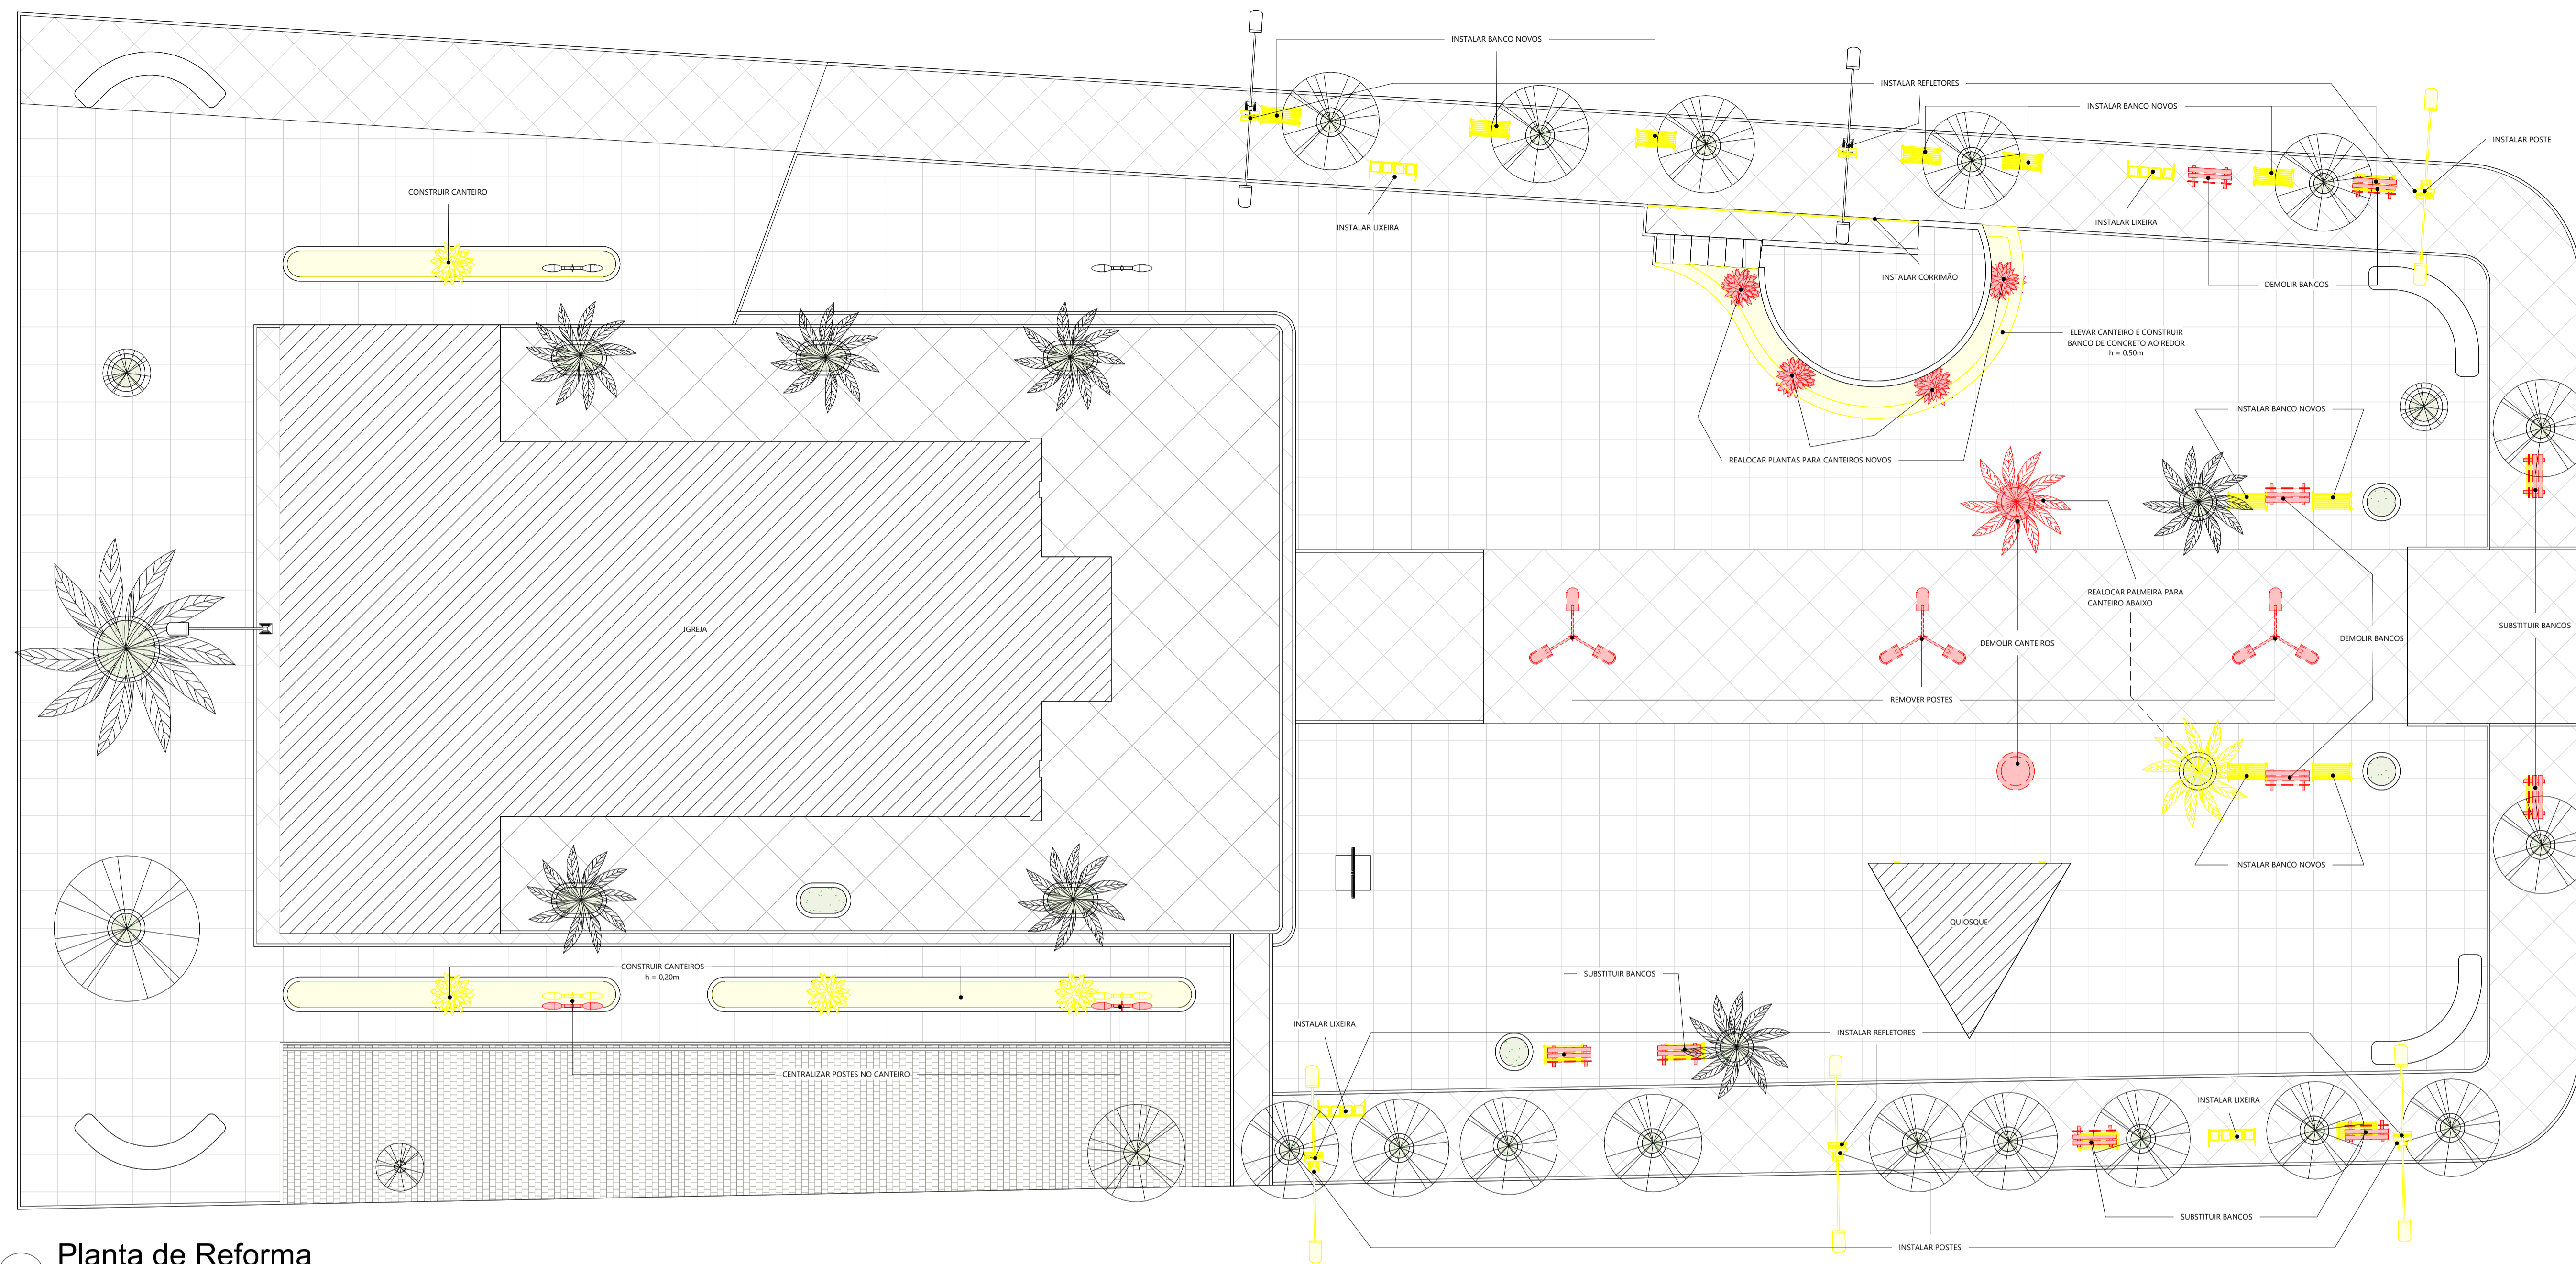 INSTALAR BANCO NOVOS
INSTALAR REFLETORES
INSTALAR BANCO NOVOS
INSTALAR POSTE
CONSTRUIR CANTEIRO
INSTALAR LIXEIRA
INSTALAR LIXEIRA
INSTALAR CORRIMÃO
DEMOLIR BANCOS
ELEVAR CANTEIRO E CONSTRUIR
BANCO DE CONCRETO AO REDOR
h = 0,50m
INSTALAR BANCO NOVOS
REALOCAR PLANTAS PARA CANTEIROS NOVOS
REALOCAR PALMEIRA PARA
CANTEIRO ABAIXO
IGREJA
DEMOLIR CANTEIROS
DEMOLIR BANCOS
SUBSTITUIR BANCOS
REMOVER POSTES
INSTALAR BANCO NOVOS
QUIOSQUE
CONSTRUIR CANTEIROS
h = 0,20m
SUBSTITUIR BANCOS
INSTALAR LIXEIRA
INSTALAR REFLETORES
CENTRALIZAR POSTES NO CANTEIRO
INSTALAR LIXEIRA
SUBSTITUIR BANCOS
INSTALAR POSTES
Planta de Reforma